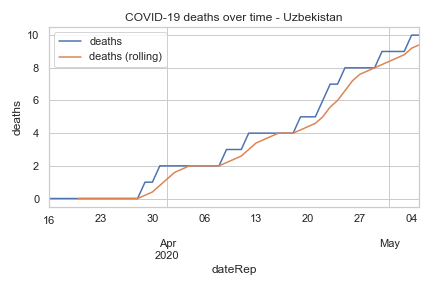 COVID-19 deaths over time - Uzbekistan
deaths
deaths (rolling)
10
8
6
4
2
0
deaths
16 23 30 06 13 20 27 04
Apr May
2020
dateRep